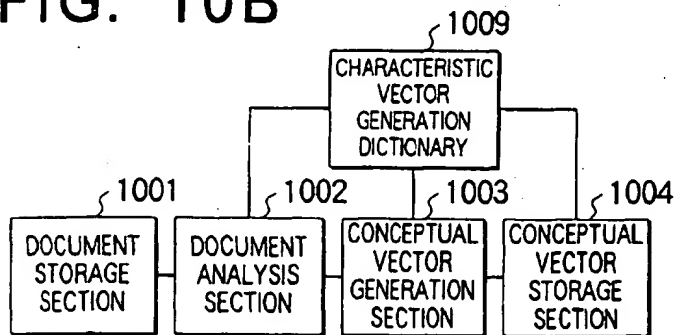 FIG. 10B
1009
CHARACTERISTIC
VECTOR
GENERATION
DICTIONARY
1001
1002
1003
1004
DOCUMENT
STORAGE
SECTION
DOCUMENT
ANALYSIS
SECTION
CONCEPTUAL
VECTOR
GENERATION
SECTION
CONCEPTUAL
VECTOR
STORAGE
SECTION